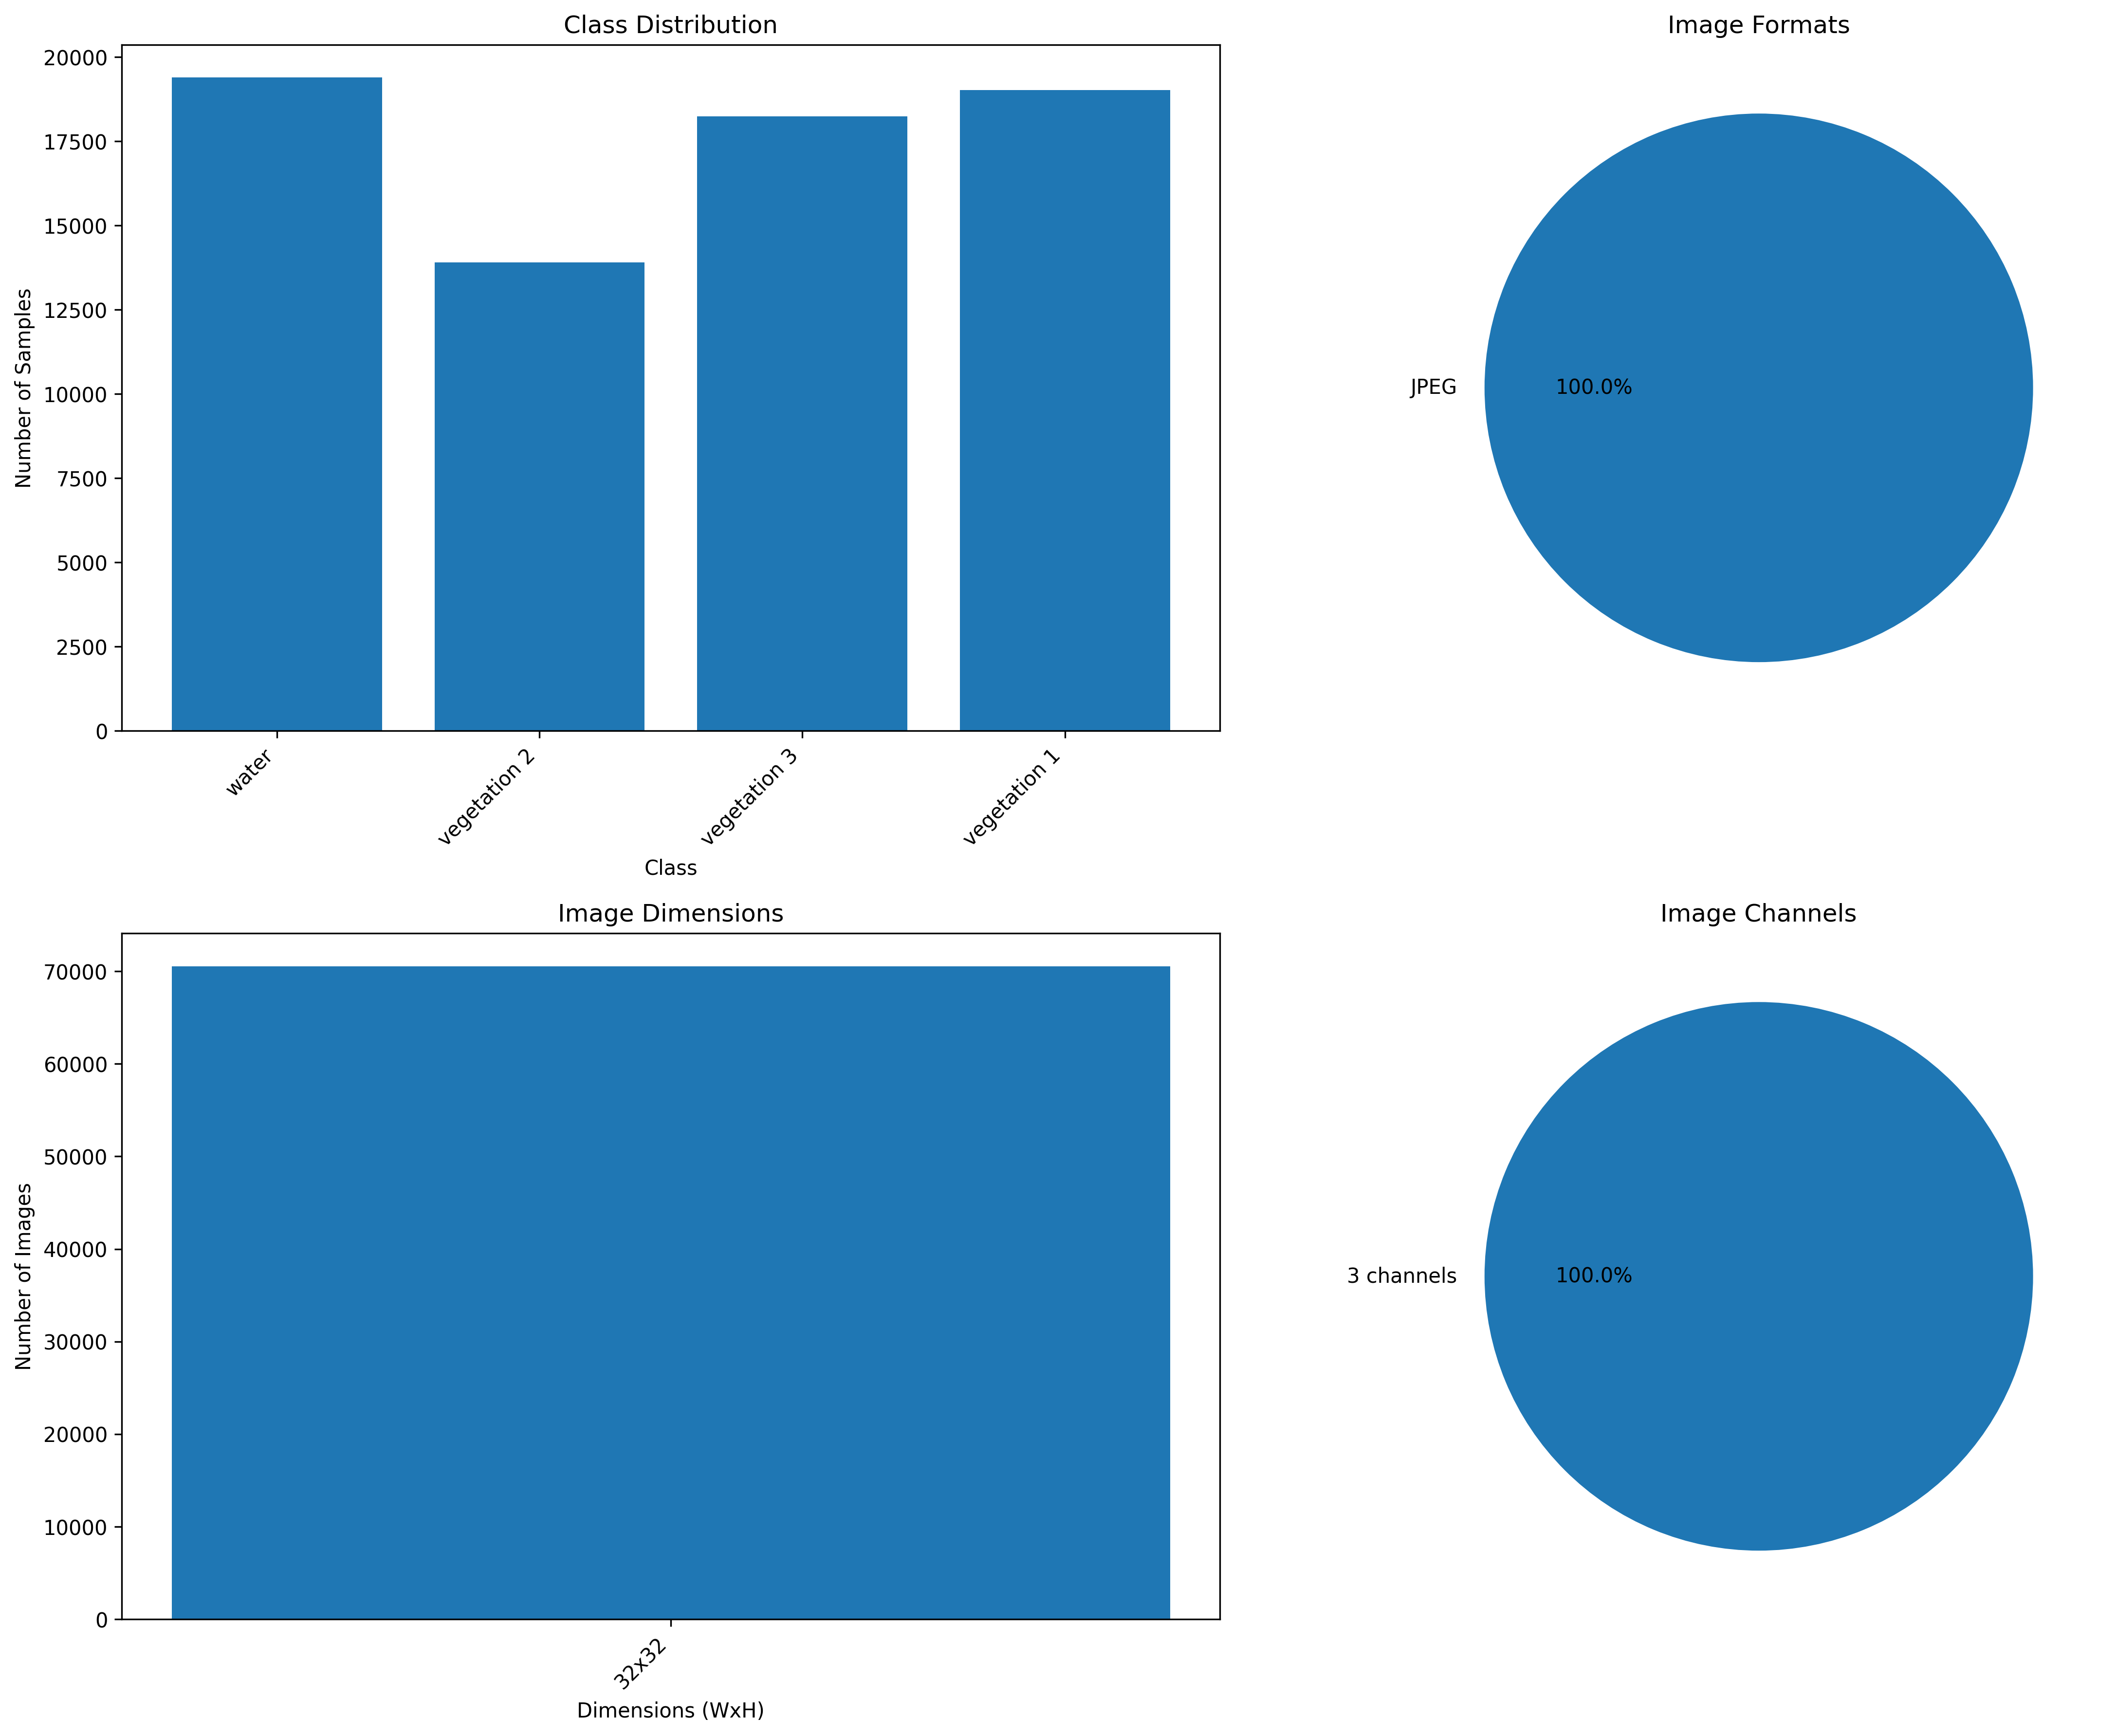 Class Distribution
Number of Samples
20000
17500
15000
12500
10000
7500
5000
2500
0
water
vegetation 2
vegetation 3
vegetation 1
Class
Image Formats
JPEG
100.0%
Image Dimensions
Number of Images
70000
60000
50000
40000
30000
20000
10000
0
32x32
Dimensions (WxH)
Image Channels
3 channels
100.0%